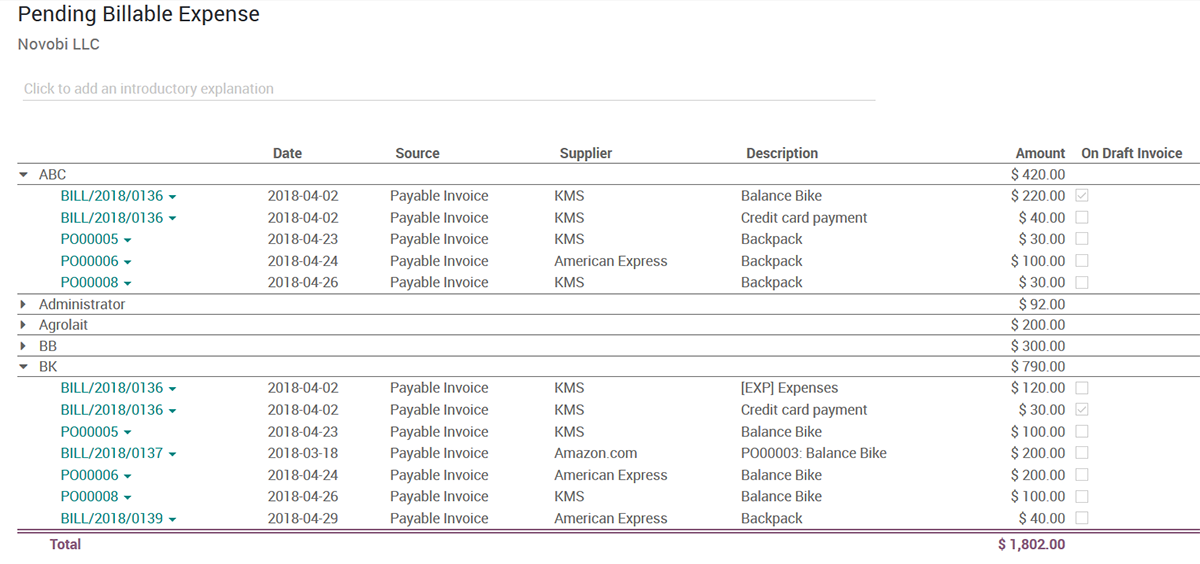 Pending Billable Expense
Novobi LLC
Click to add an introductory explanation
Date Source Supplier Description Amount On Draft Invoice
ABC $ 420.00
BILL/2018/0136 2018-04-02 Payable Invoice KMS Balance Bike $ 220.00
BILL/2018/0136 2018-04-02 Payable Invoice KMS Credit card payment $ 40.00
PO00005 2018-04-23 Payable Invoice KMS Backpack $ 30.00
PO00006 2018-04-24 Payable Invoice American Express Backpack $ 100.00
PO00008 2018-04-26 Payable Invoice KMS Backpack $ 30.00
Administrator $ 92.00
Agrolait $ 200.00
BB $ 300.00
BK $ 790.00
BILL/2018/0136 2018-04-02 Payable Invoice KMS [EXP] Expenses $ 120.00
BILL/2018/0136 2018-04-02 Payable Invoice KMS Credit card payment $ 30.00
PO00005 2018-04-23 Payable Invoice KMS Balance Bike $ 100.00
BILL/2018/0137 2018-03-18 Payable Invoice Amazon.com PO00003: Balance Bike $ 200.00
PO00006 2018-04-24 Payable Invoice American Express Balance Bike $ 200.00
PO00008 2018-04-26 Payable Invoice KMS Balance Bike $ 100.00
BILL/2018/0139 2018-04-29 Payable Invoice American Express Backpack $ 40.00
Total $ 1,802.00